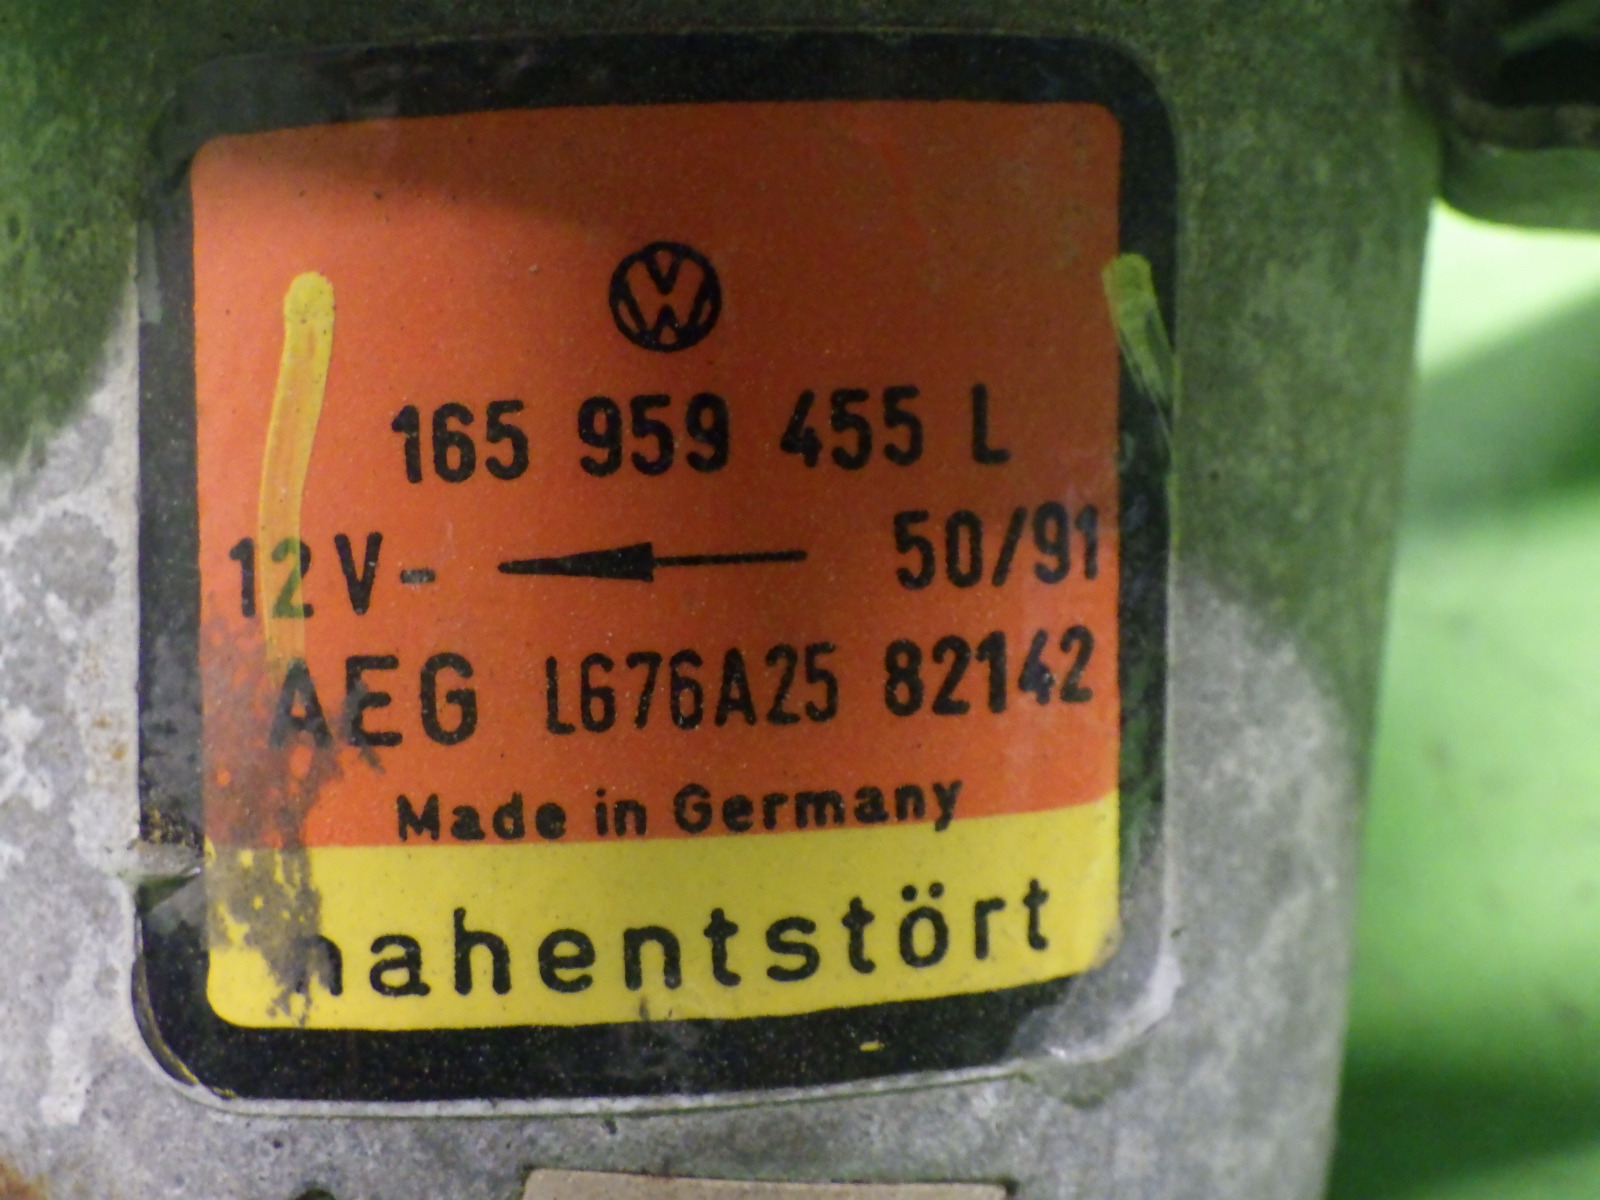 165 959 455 L
12V- 50/91
AEG L676A25 82142
Made in Germany
nahentstört